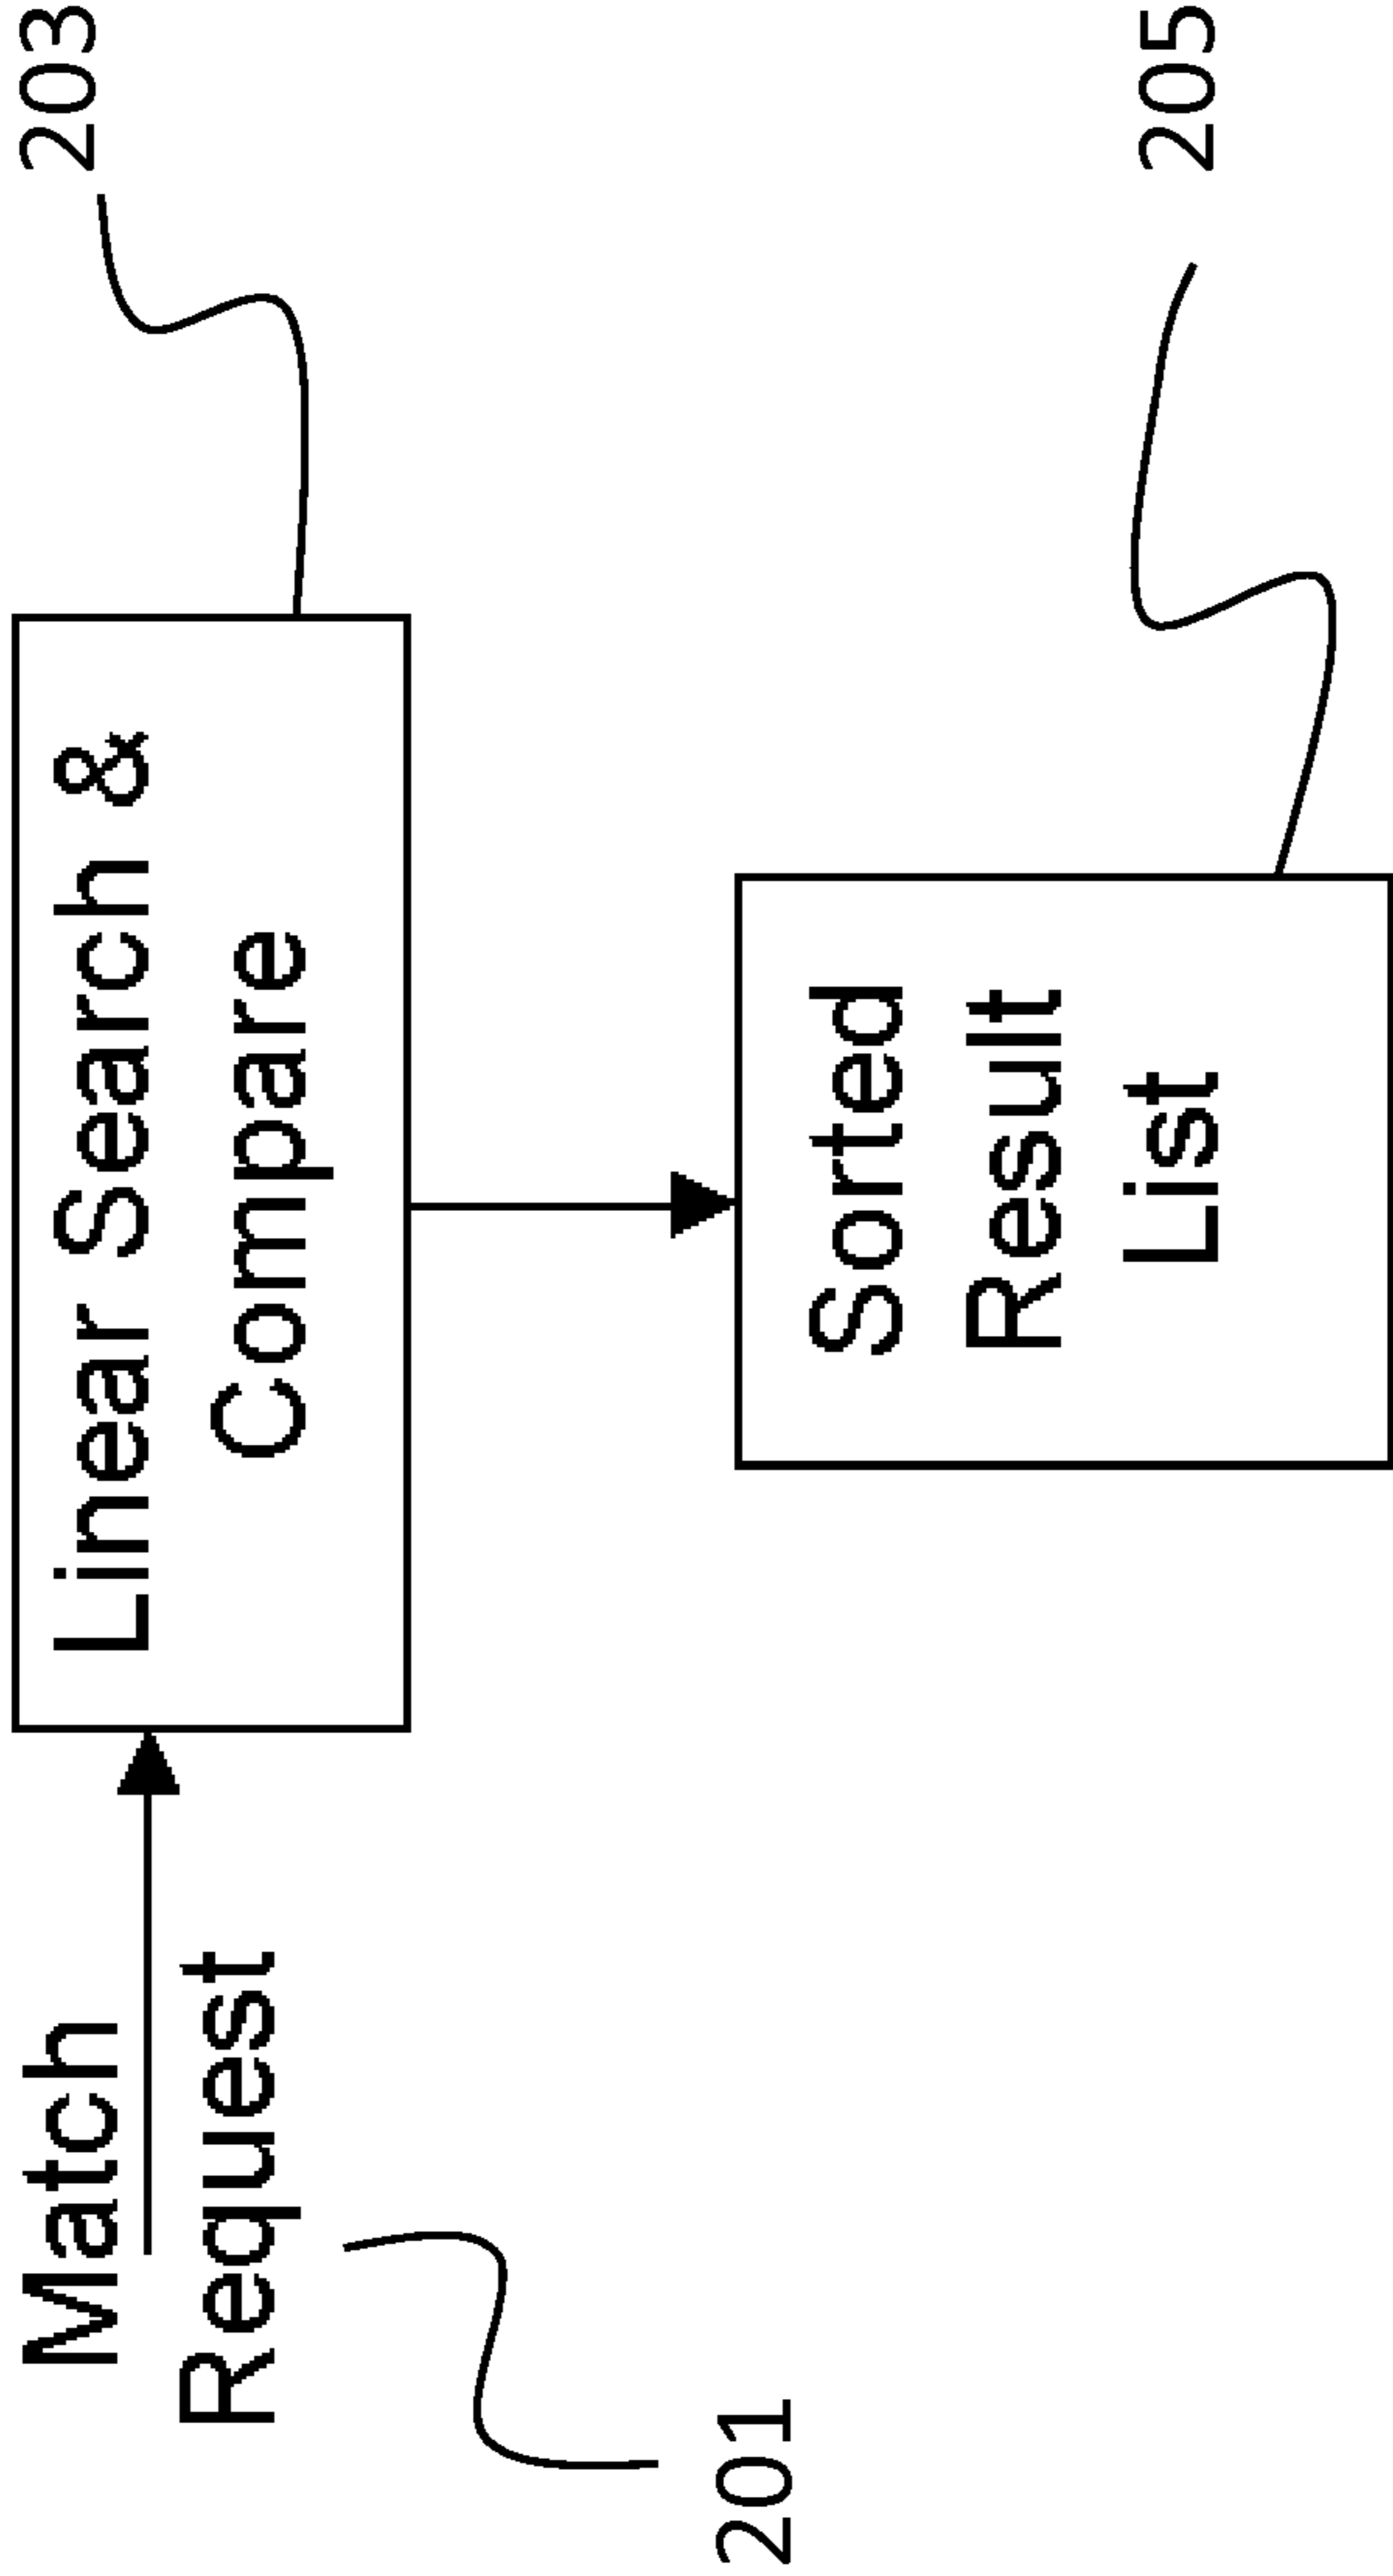 Match
Request
201
Linear Search &
Compare
203
Sorted
Result
List
205